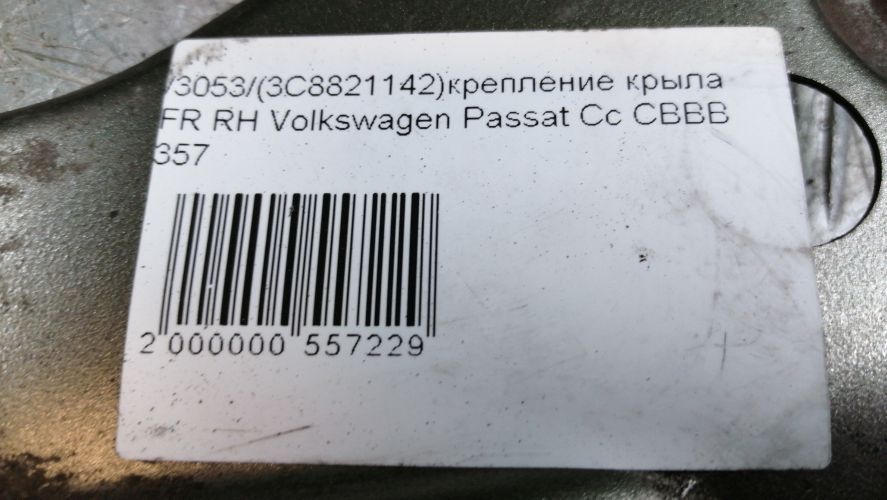 /3053/(3C8821142)крепление крыла
FR RH Volkswagen Passat Cc CBBB
357
2 000000 557229